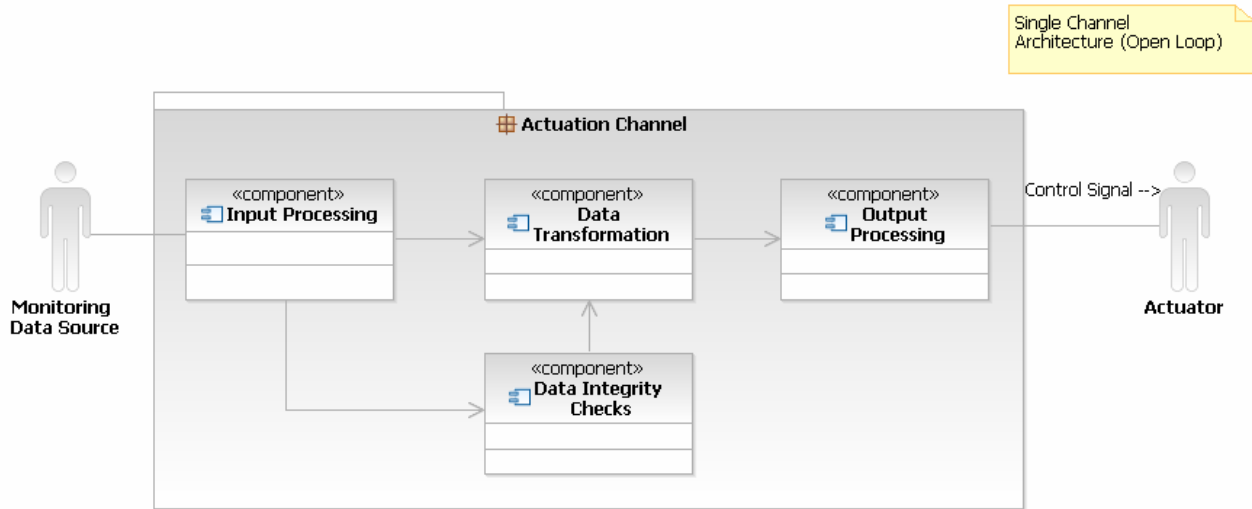 Single Channel
Architecture (Open Loop)
Actuation Channel
«component»
Input Processing
«component»
Data
Transformation
«component»
Output
Processing
Control Signal -->
Monitoring
Data Source
Actuator
«component»
Data Integrity
Checks